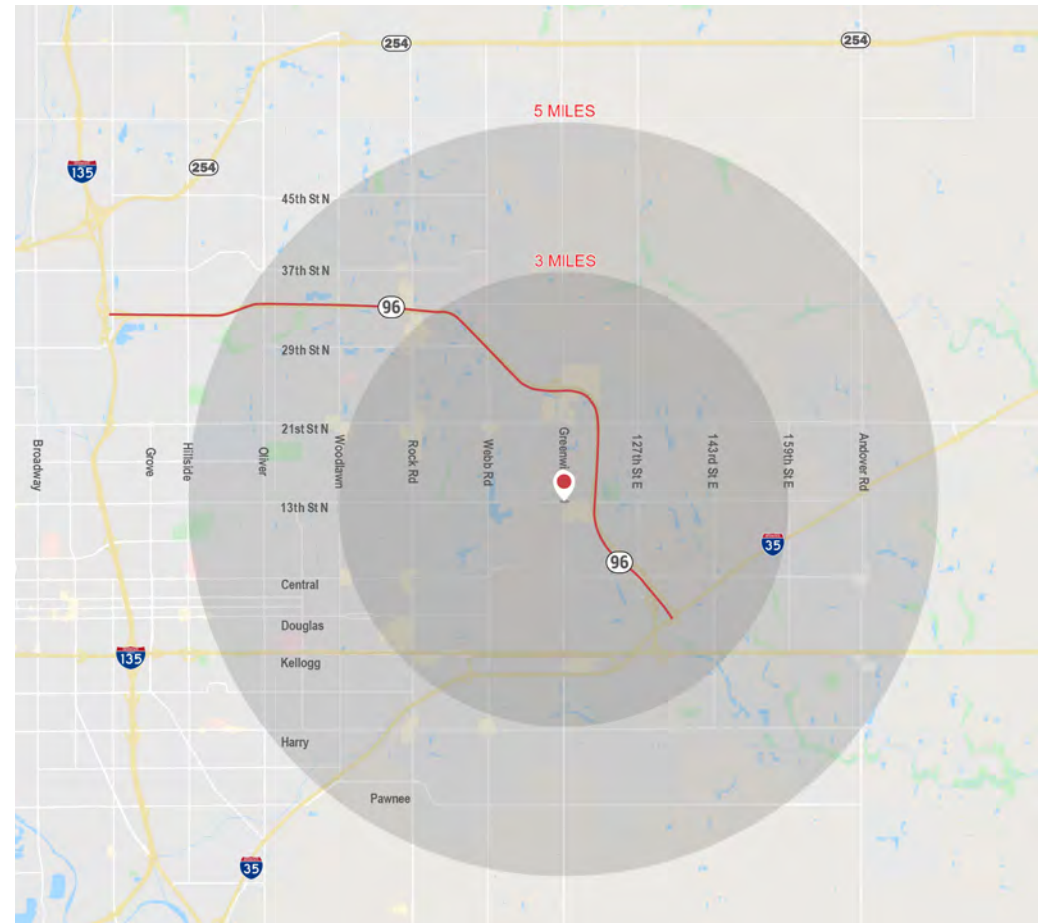 254
254
5 MILES
135
254
45th St N
37th St N
3 MILES
96
29th St N
21st St N
Broadway
Grove
Hillside
Oliver
Woodlawn
Rock Rd
Webb Rd
127th St E
143rd St E
159th St E
Andover Rd
13th St N
35
96
Central
Douglas
135
Kellogg
Harry
Pawnee
35